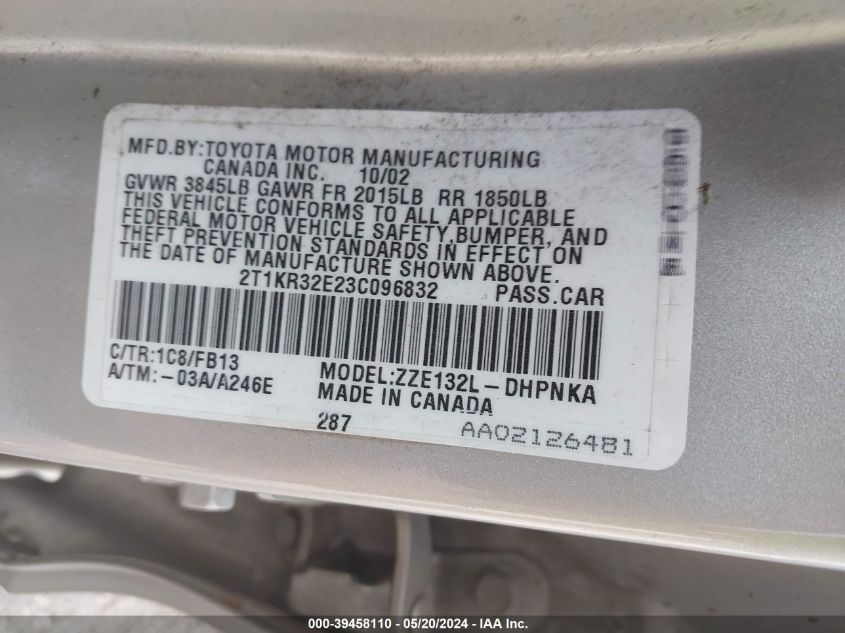 MFD.BY:TOYOTA MOTOR MANUFACTURING
CANADA INC. 10/02
GVWR 3845LB GAWR FR 2015LB RR 1850LB
THIS VEHICLE CONFORMS TO ALL APPLICABLE
FEDERAL MOTOR VEHICLE SAFETY,BUMPER, AND
THEFT PREVENTION STANDARDS IN EFFECT ON
THE DATE OF MANUFACTURE SHOWN ABOVE.
2T1KR32E23C096832 PASS.CAR
C/TR:1C8/FB13
A/TM:-03A/A246E
MODEL:ZZE132L-DHPNKA
MADE IN CANADA
287
AA02126481
000-39458110 — 05/20/2024 — IAA Inc.